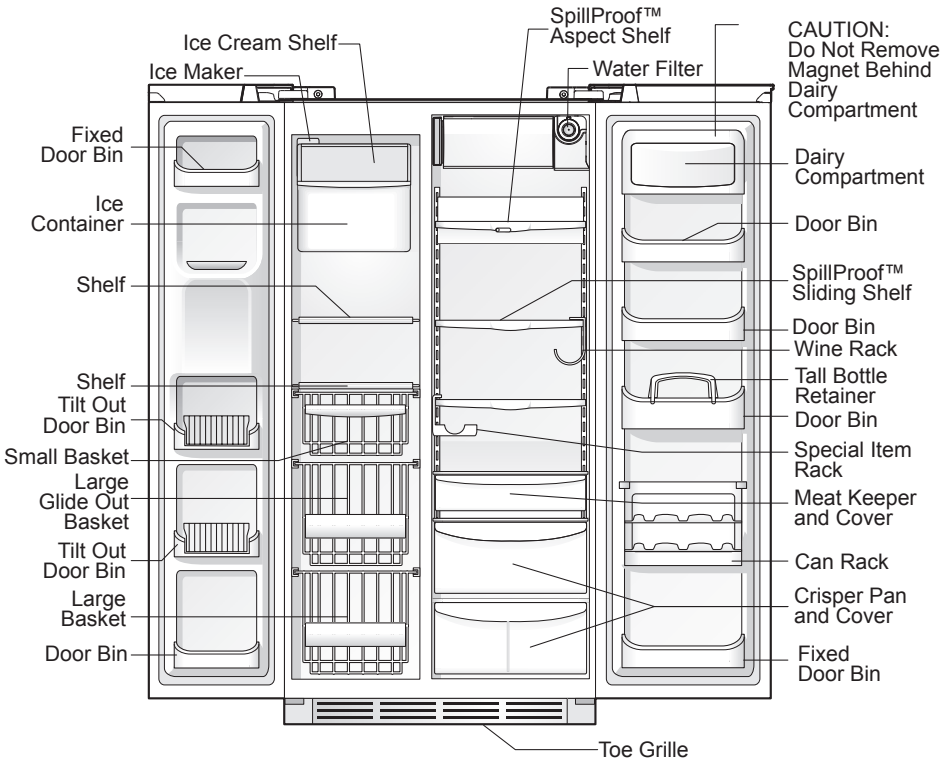 SpillProof™
Aspect Shelf
Ice Cream Shelf
Ice Maker
Water Filter
CAUTION:
Do Not Remove
Magnet Behind
Dairy
Compartment
Fixed
Door Bin
Ice
Container
Shelf
Shelf
Tilt Out
Door Bin
Small Basket
Large
Glide Out
Basket
Tilt Out
Door Bin
Large
Basket
Door Bin
Dairy
Compartment
Door Bin
SpillProof™
Sliding Shelf
Door Bin
Wine Rack
Tall Bottle
Retainer
Door Bin
Special Item
Rack
Meat Keeper
and Cover
Can Rack
Crisper Pan
and Cover
Fixed
Door Bin
Toe Grille